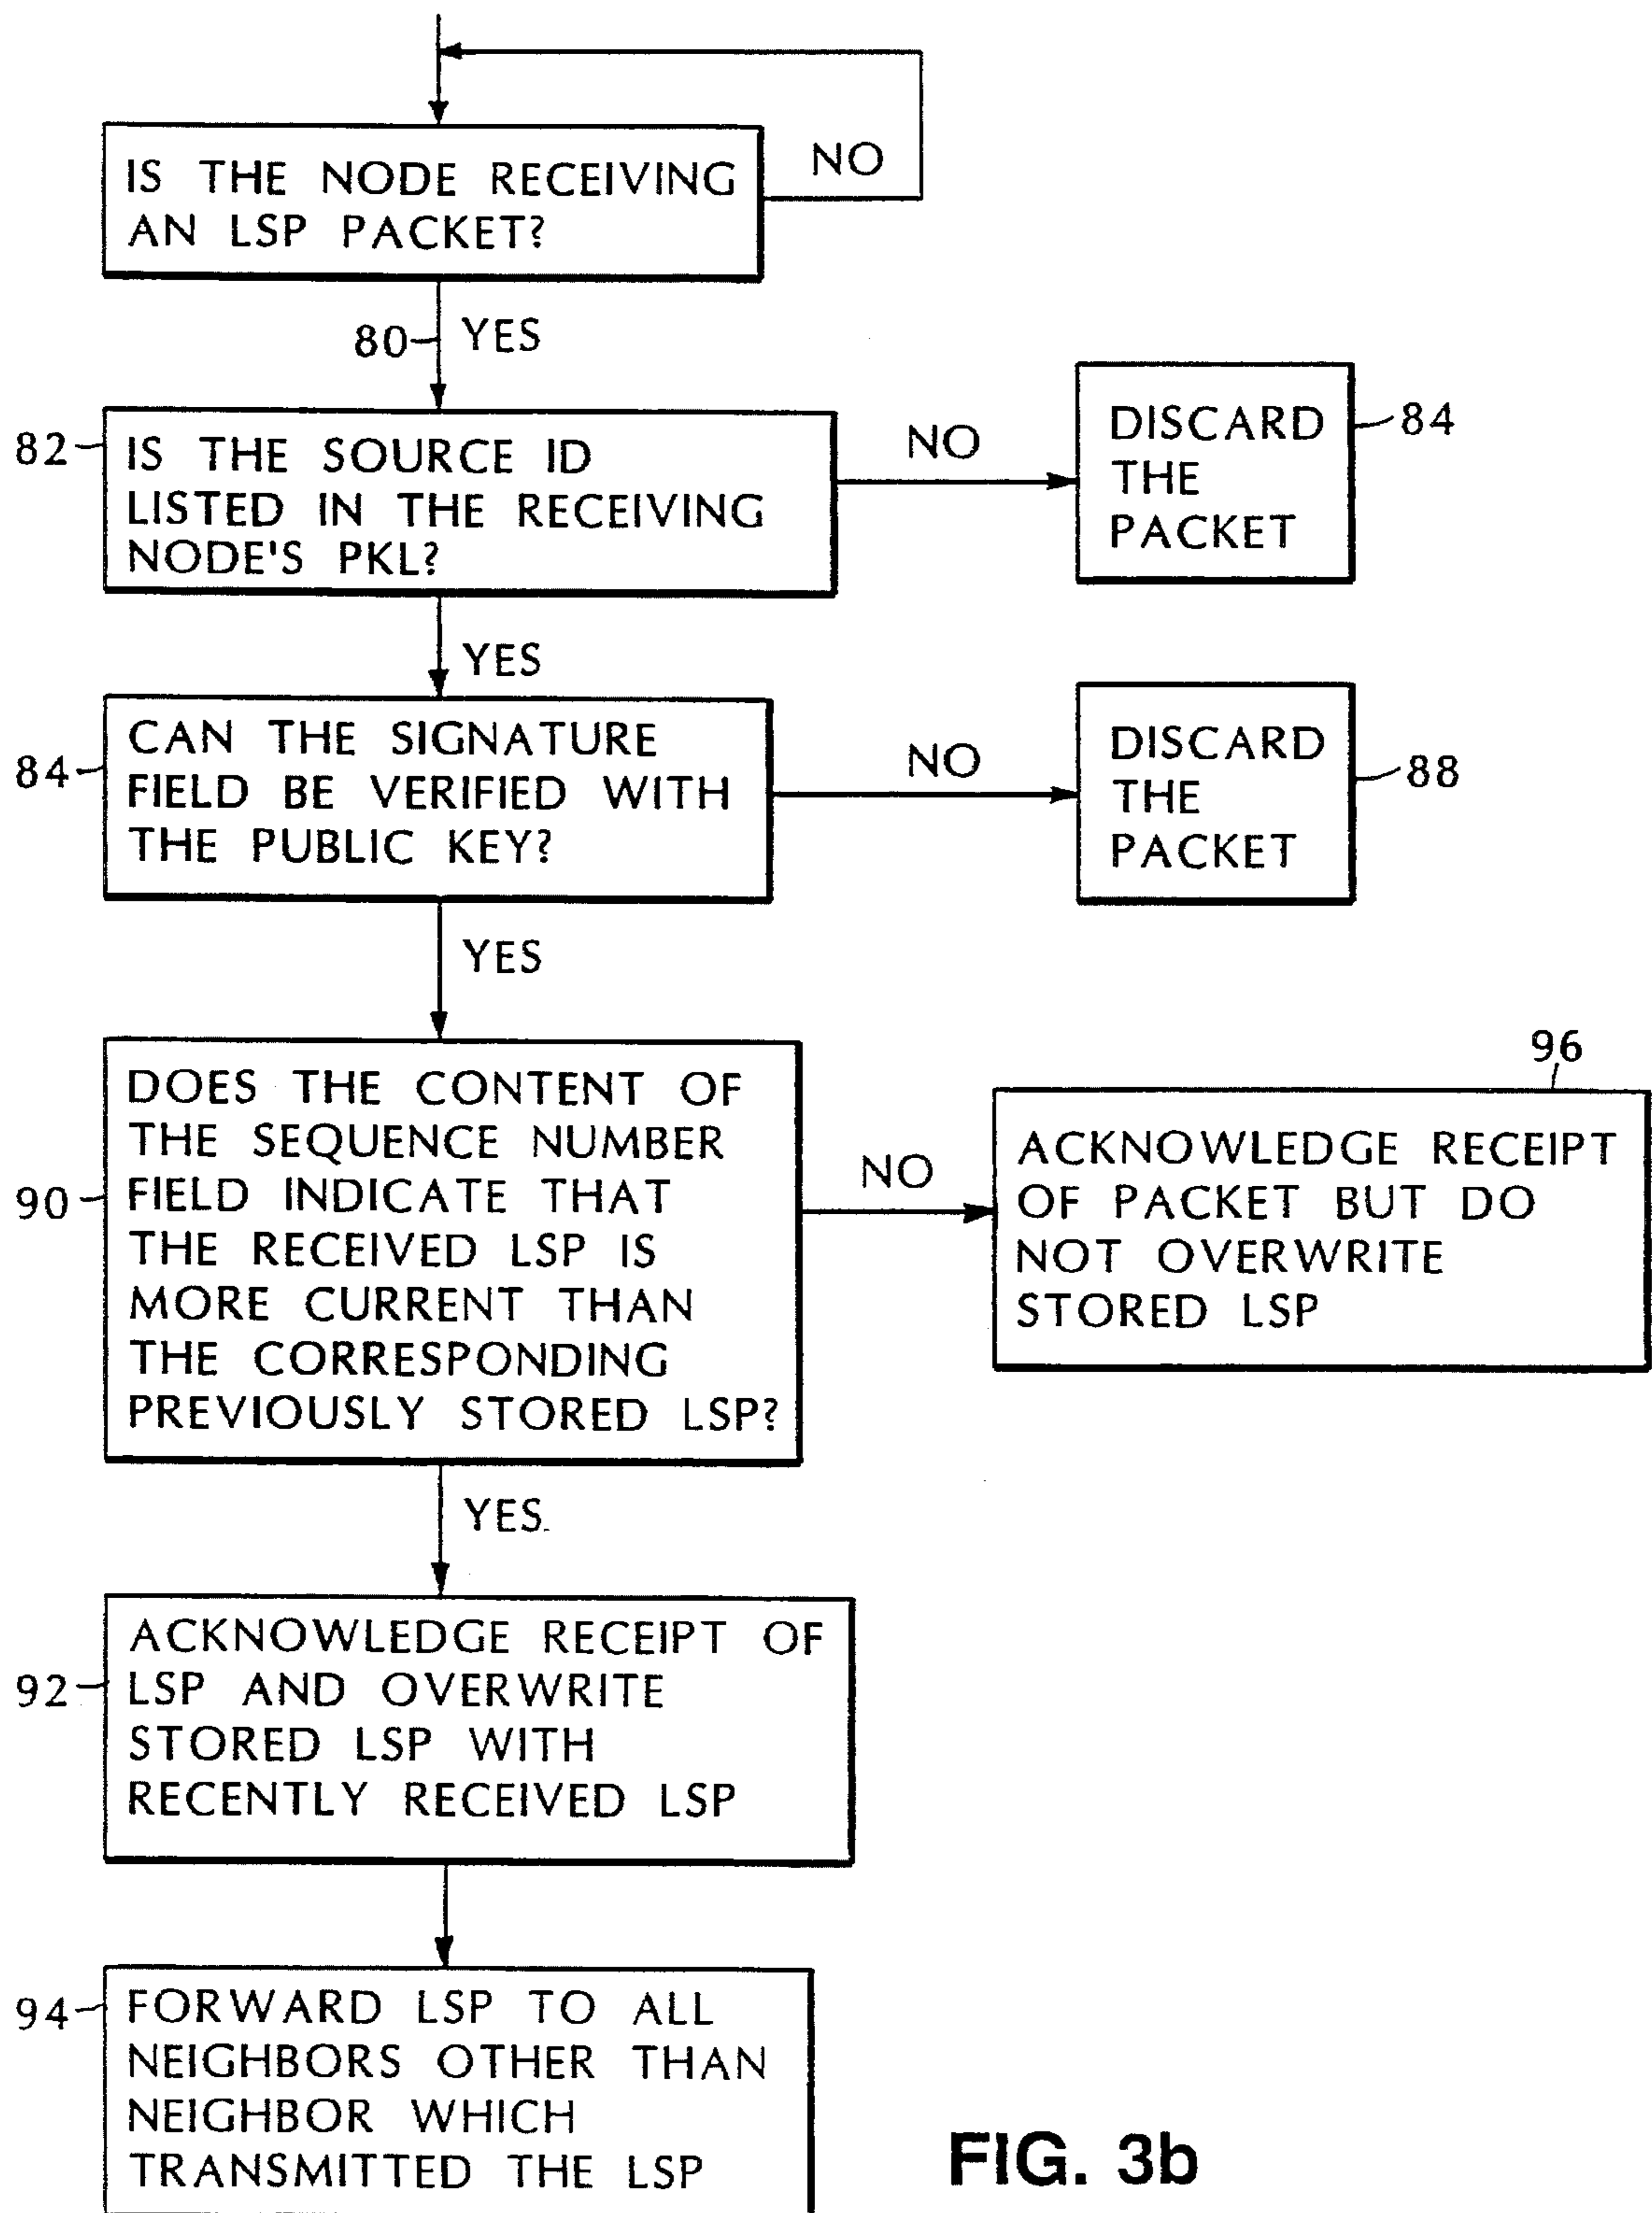 IS THE NODE RECEIVING
AN LSP PACKET?
NO
80
YES
82
IS THE SOURCE ID
LISTED IN THE RECEIVING
NODE'S PKL?
NO
DISCARD
THE
PACKET
84
YES
84
CAN THE SIGNATURE
FIELD BE VERIFIED WITH
THE PUBLIC KEY?
NO
DISCARD
THE
PACKET
88
YES
90
DOES THE CONTENT OF
THE SEQUENCE NUMBER
FIELD INDICATE THAT
THE RECEIVED LSP IS
MORE CURRENT THAN
THE CORRESPONDING
PREVIOUSLY STORED LSP?
NO
96
ACKNOWLEDGE RECEIPT
OF PACKET BUT DO
NOT OVERWRITE
STORED LSP
YES
92
ACKNOWLEDGE RECEIPT OF
LSP AND OVERWRITE
STORED LSP WITH
RECENTLY RECEIVED LSP
94
FORWARD LSP TO ALL
NEIGHBORS OTHER THAN
NEIGHBOR WHICH
TRANSMITTED THE LSP
FIG. 3b